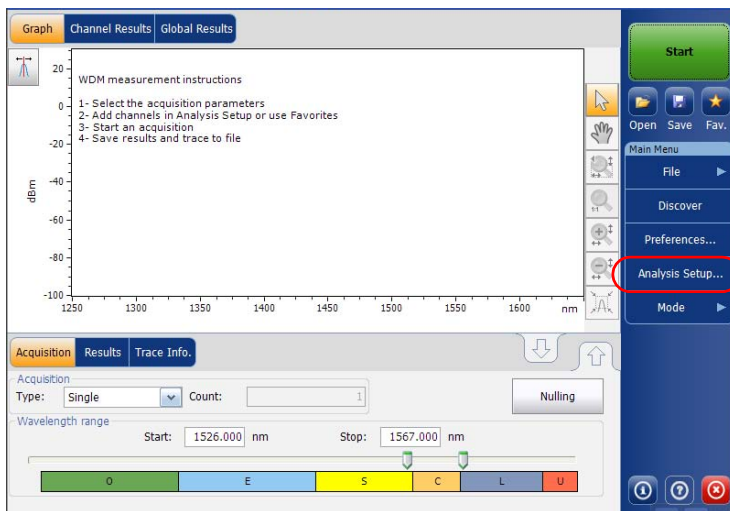 Graph Channel Results Global Results
WDM measurement instructions
1- Select the acquisition parameters
2- Add channels in Analysis Setup or use Favorites
3- Start an acquisition
4- Save results and trace to file
20
0
-20
-40
-60
-80
-100
dBm
1250 1300 1350 1400 1450 1500 1550 1600 nm
1:1
Acquisition Results Trace Info.
Acquisition
Type: Single Count: 1
Nulling
Wavelength range
Start: 1526.000 nm Stop: 1567.000 nm
O E S C L U
Start
Open Save Fav.
Main Menu
File
Discover
Preferences...
Analysis Setup...
Mode